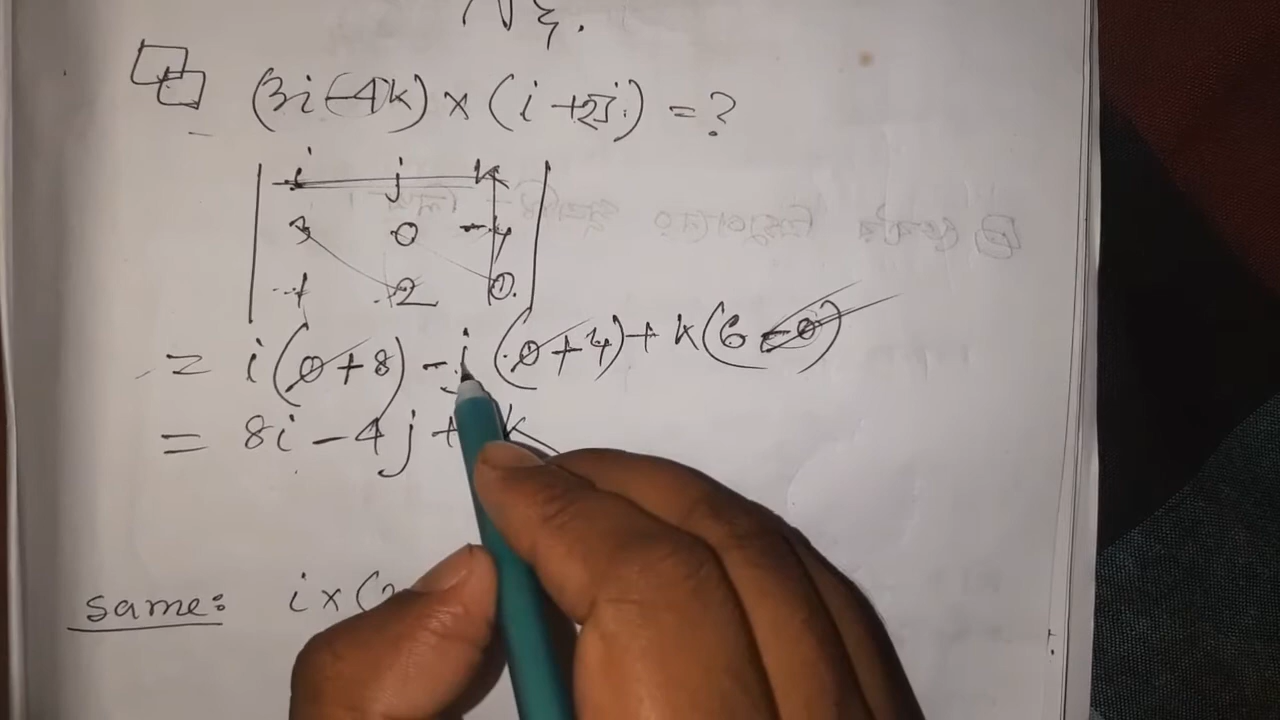 (3i-4k) × (i+2j) = ?
i j k
3 0 -4
1 2 0
= i(0+8) - j(0+4) + k(6-0)
= 8i - 4j + k
same: i×(